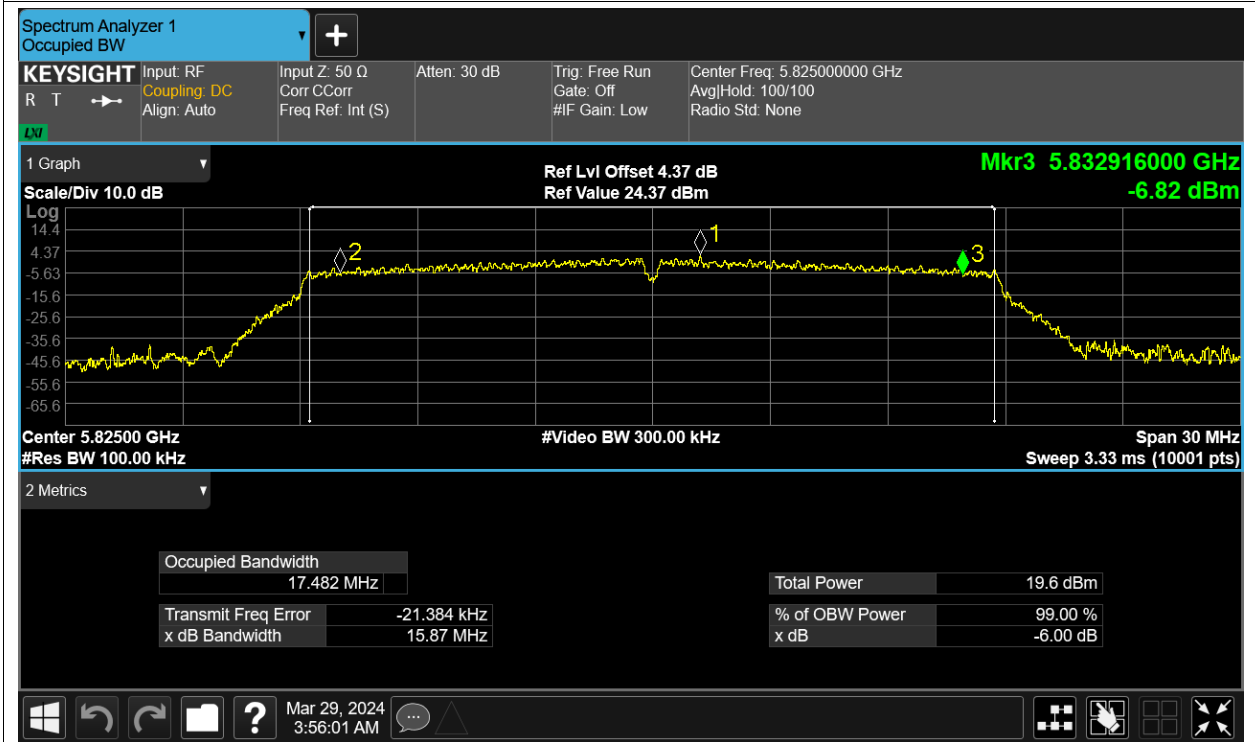 Spectrum Analyzer 1
Occupied BW
+
KEYSIGHT
R T
LXI
Input: RF
Coupling: DC
Align: Auto
Input Z: 50 Ω
Corr CCorr
Freq Ref: Int (S)
Atten: 30 dB
Trig: Free Run
Gate: Off
#IF Gain: Low
Center Freq: 5.825000000 GHz
Avg|Hold: 100/100
Radio Std: None
1 Graph
Scale/Div 10.0 dB
Ref Lvl Offset 4.37 dB
Ref Value 24.37 dBm
Mkr3 5.832916000 GHz
-6.82 dBm
Log
14.4
4.37
-5.63
-15.6
-25.6
-35.6
-45.6
-55.6
-65.6
2
1
3
Center 5.82500 GHz
#Video BW 300.00 kHz
Span 30 MHz
#Res BW 100.00 kHz
Sweep 3.33 ms (10001 pts)
2 Metrics
Occupied Bandwidth
17.482 MHz
Transmit Freq Error -21.384 kHz
x dB Bandwidth 15.87 MHz
Total Power 19.6 dBm
% of OBW Power 99.00 %
x dB -6.00 dB
?
Mar 29, 2024
3:56:01 AM